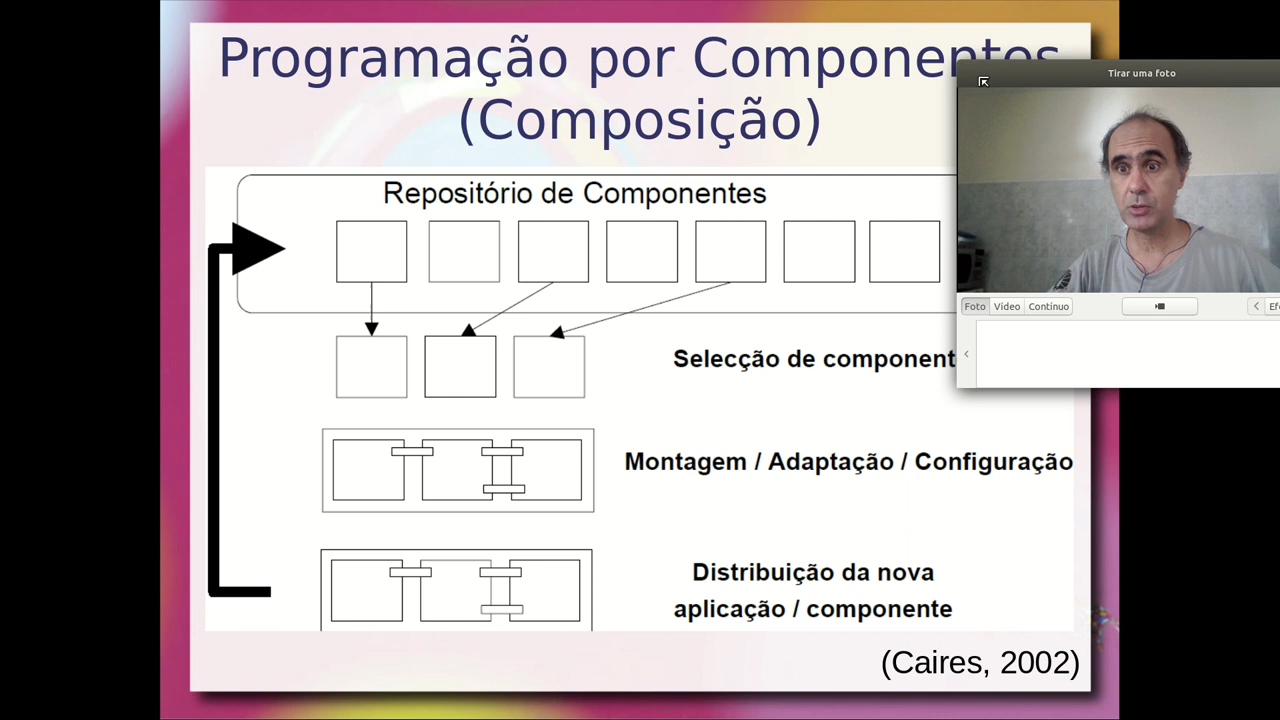 Programação por Componentes
(Composição)
Tirar uma foto
Repositório de Componentes
Foto Vídeo Contínuo
Selecção de component
Montagem / Adaptação / Configuração
Distribuição da nova
aplicação / componente
(Caires, 2002)